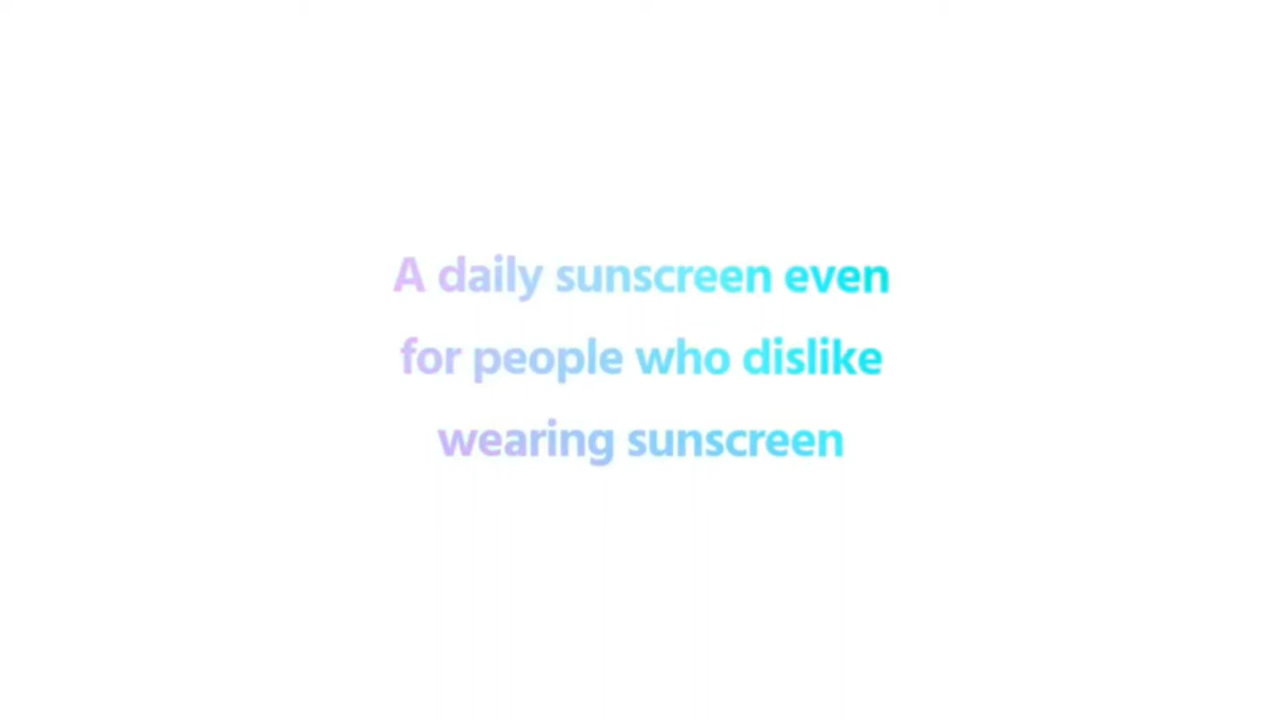 A daily sunscreen even
for people who dislike
wearing sunscreen